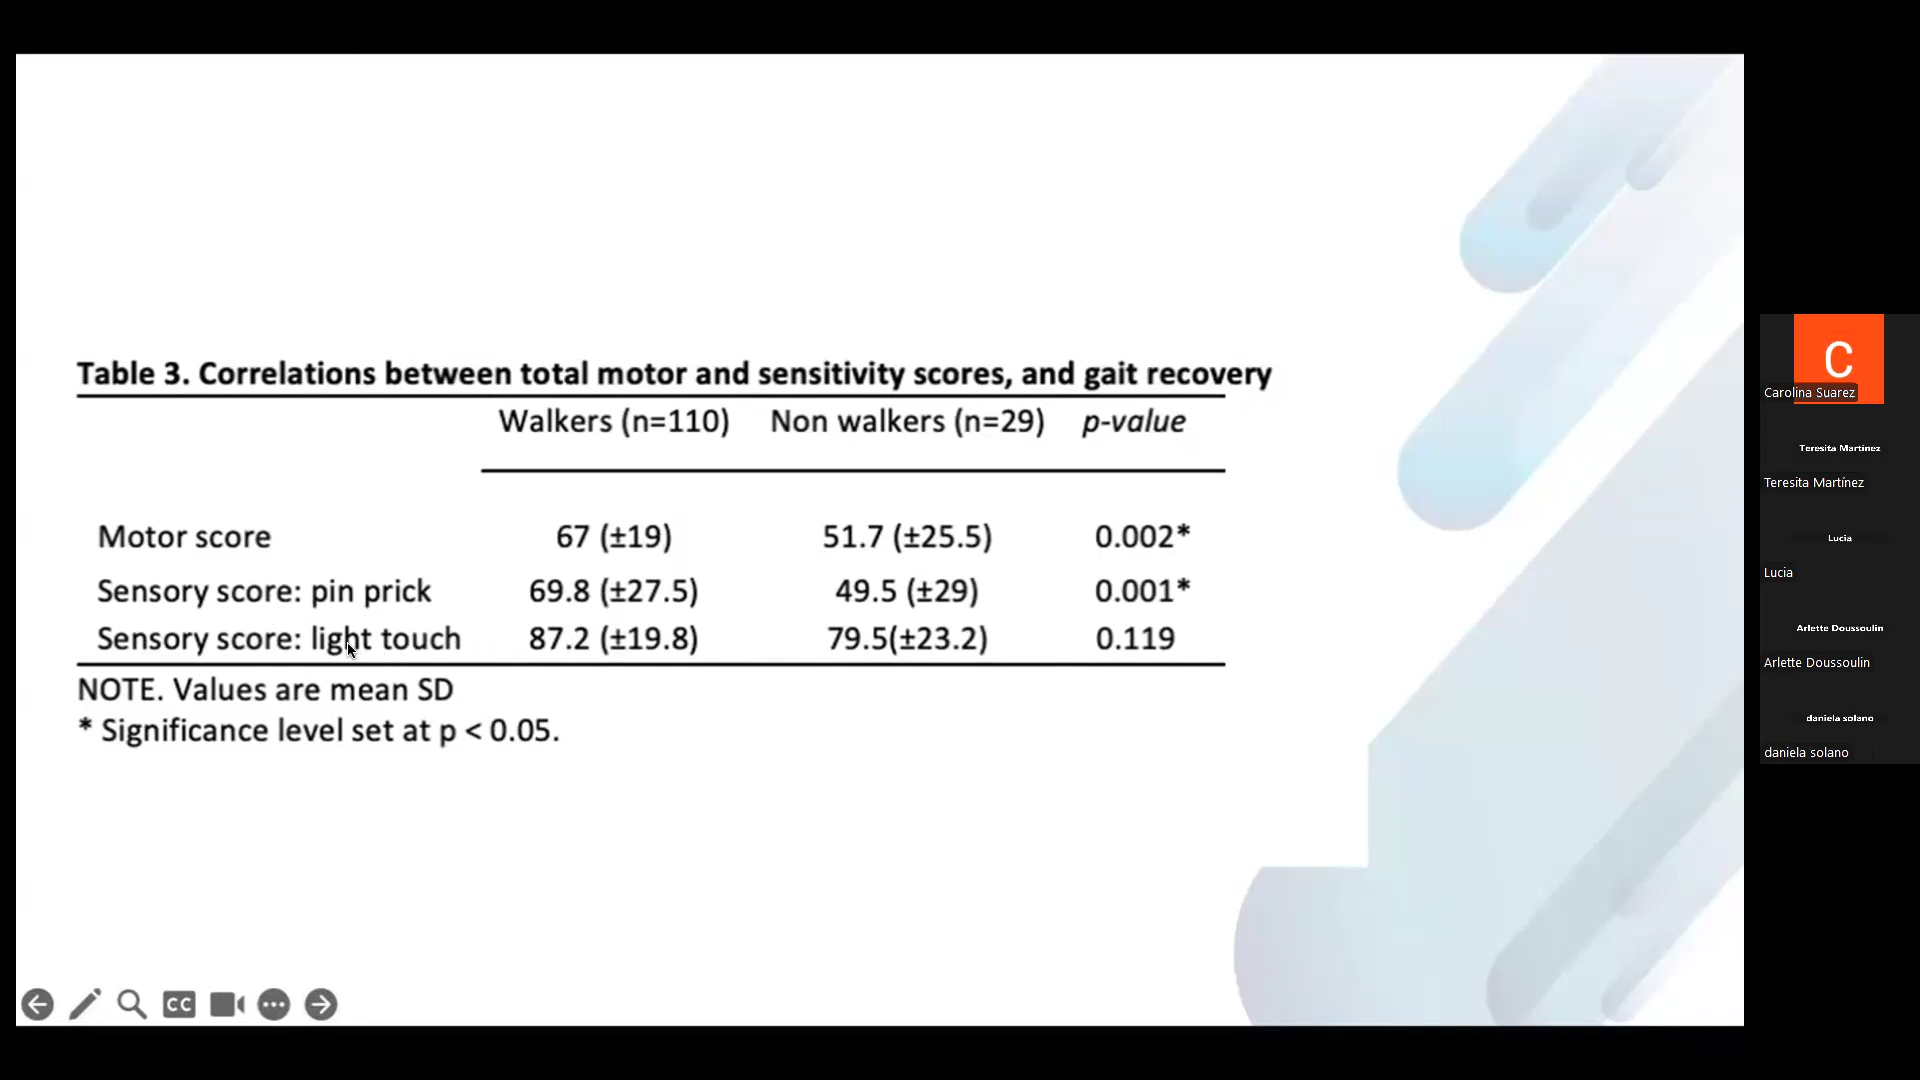 Table 3. Correlations between total motor and sensitivity scores, and gait recovery
Walkers (n=110) Non walkers (n=29) p-value
Motor score 67 (±19) 51.7 (±25.5) 0.002*
Sensory score: pin prick 69.8 (±27.5) 49.5 (±29) 0.001*
Sensory score: light touch 87.2 (±19.8) 79.5(±23.2) 0.119
NOTE. Values are mean SD
* Significance level set at p < 0.05.
CC
C
Carolina Suarez
Teresita Martínez
Teresita Martínez
Lucia
Lucia
Arlette Doussoulin
Arlette Doussoulin
daniela solano
daniela solano